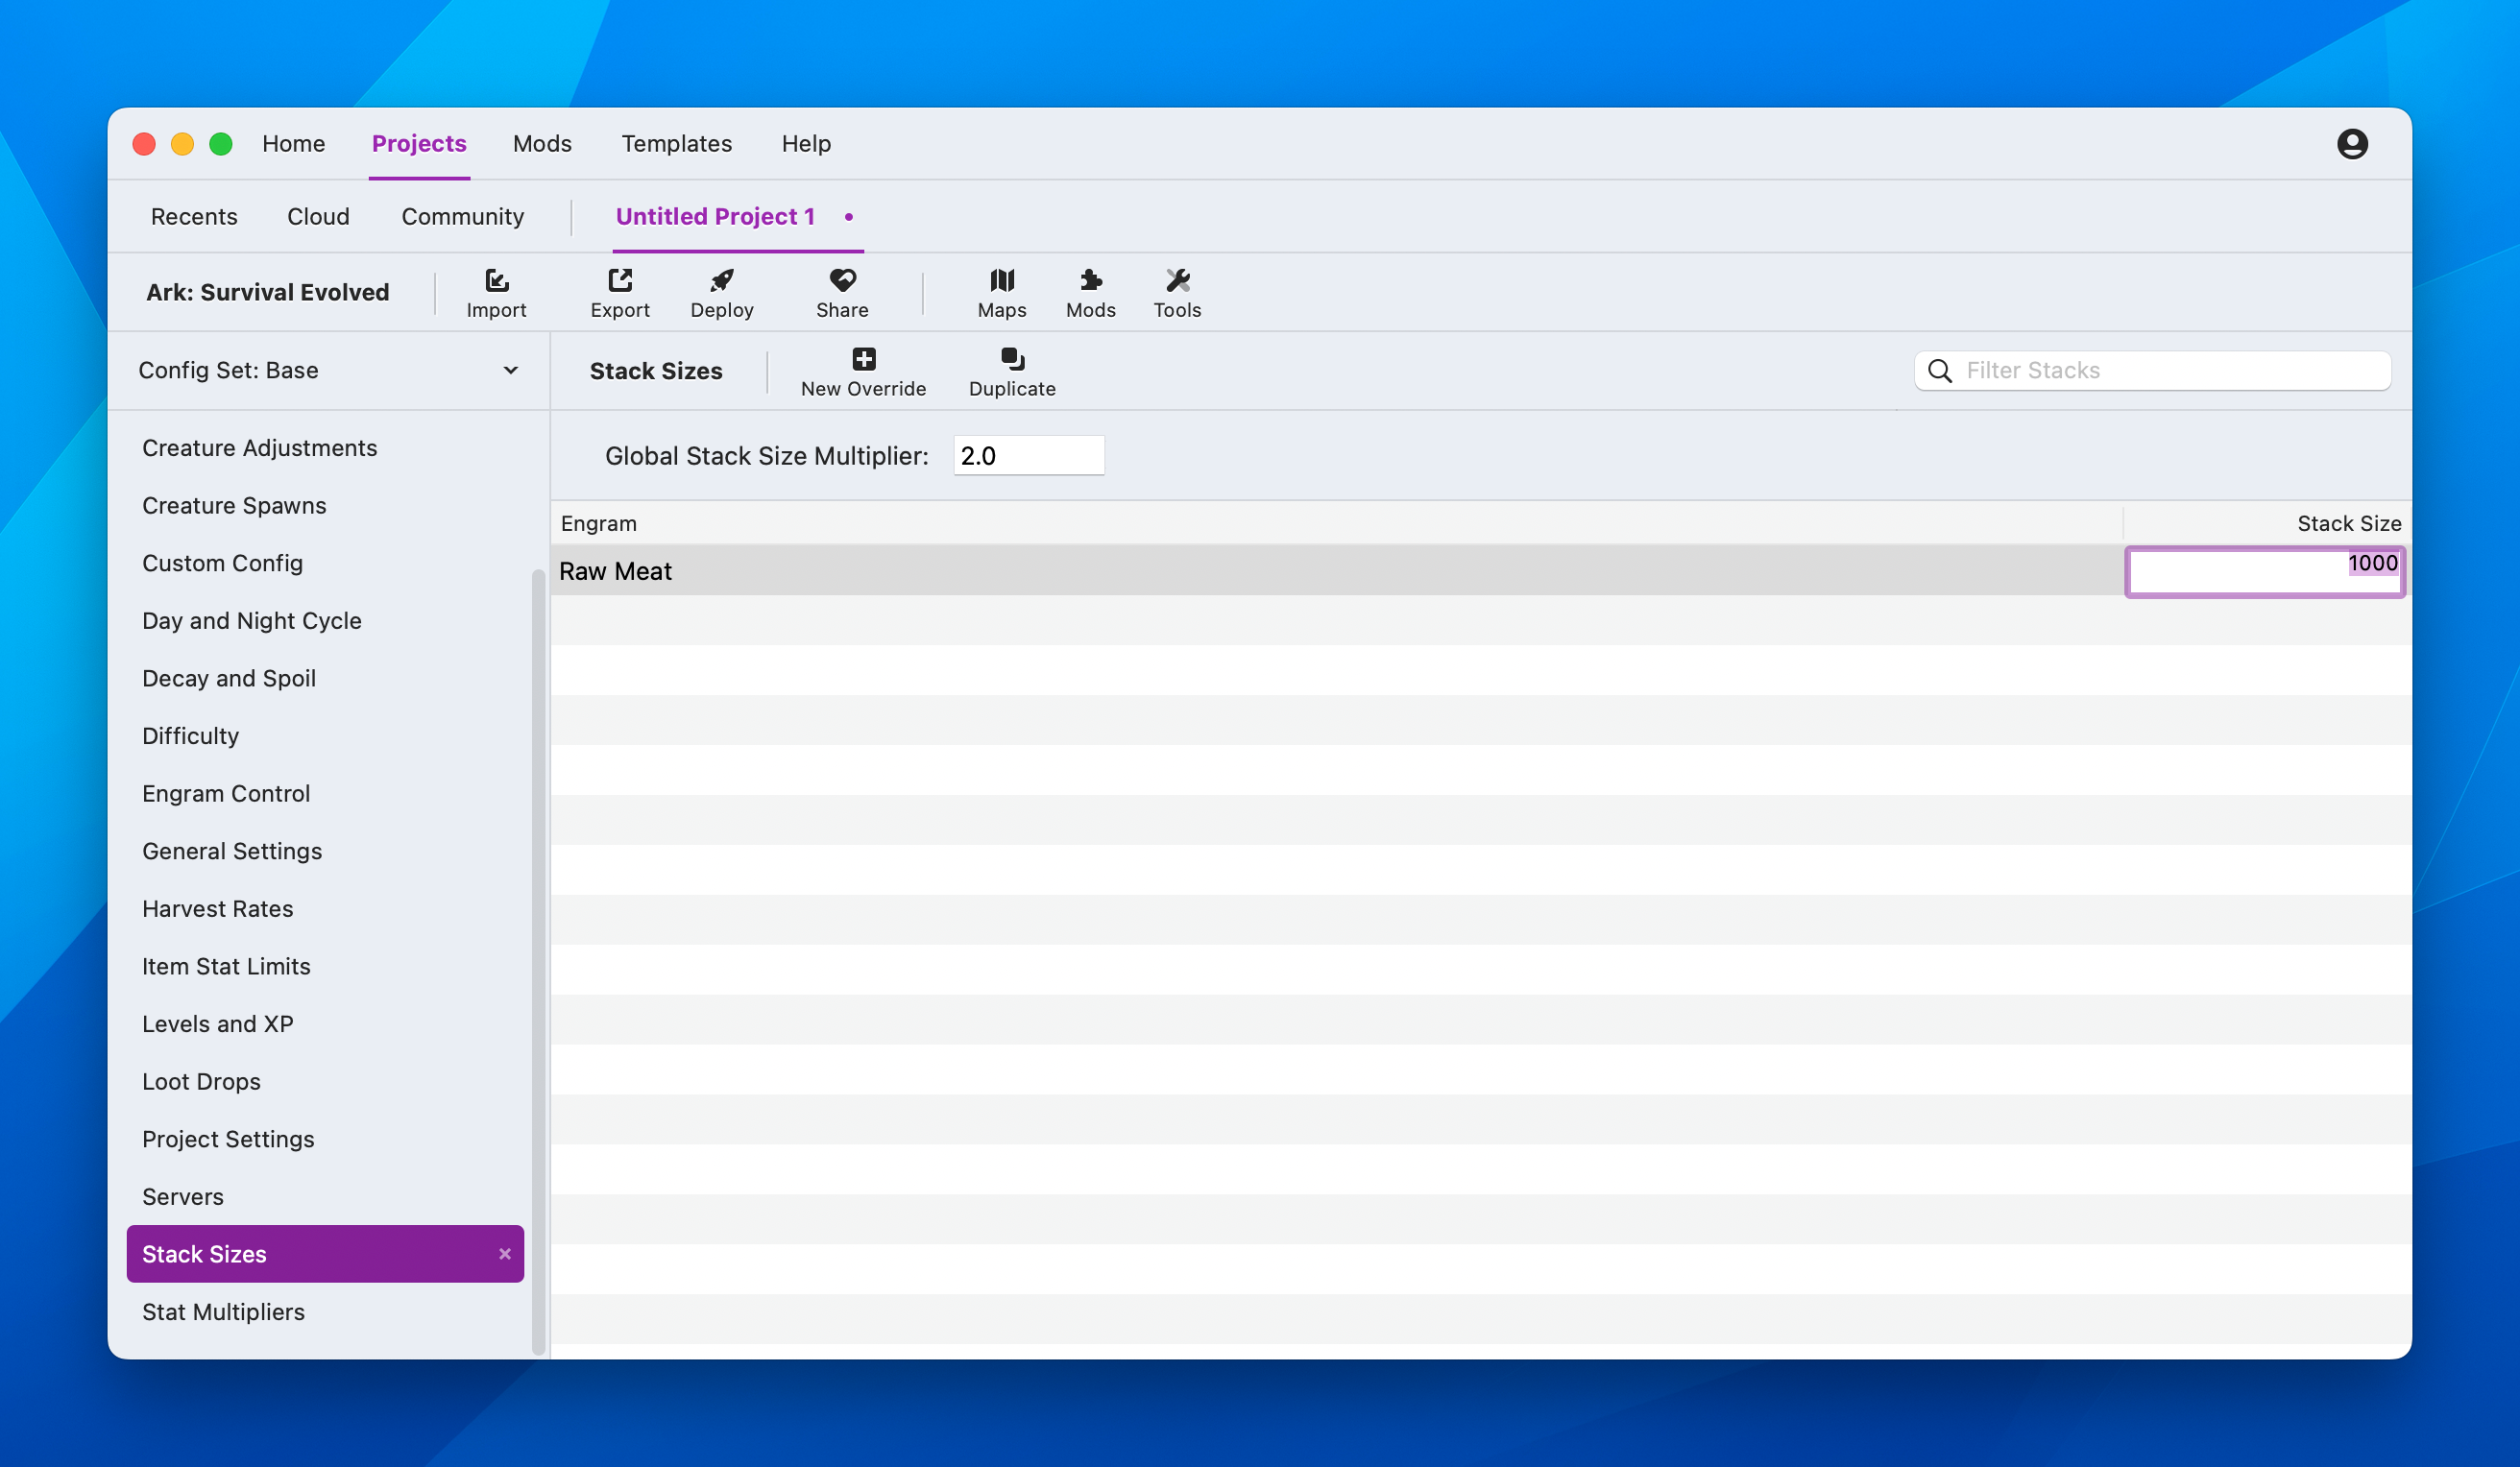 Home Projects Mods Templates Help
Recents Cloud Community Untitled Project 1 •
Ark: Survival Evolved Import Export Deploy Share Maps Mods Tools
Config Set: Base Stack Sizes New Override Duplicate Filter Stacks
Creature Adjustments
Creature Spawns
Custom Config
Day and Night Cycle
Decay and Spoil
Difficulty
Engram Control
General Settings
Harvest Rates
Item Stat Limits
Levels and XP
Loot Drops
Project Settings
Servers
Stack Sizes
Stat Multipliers
Global Stack Size Multiplier: 2.0
Engram Stack Size
Raw Meat 1000